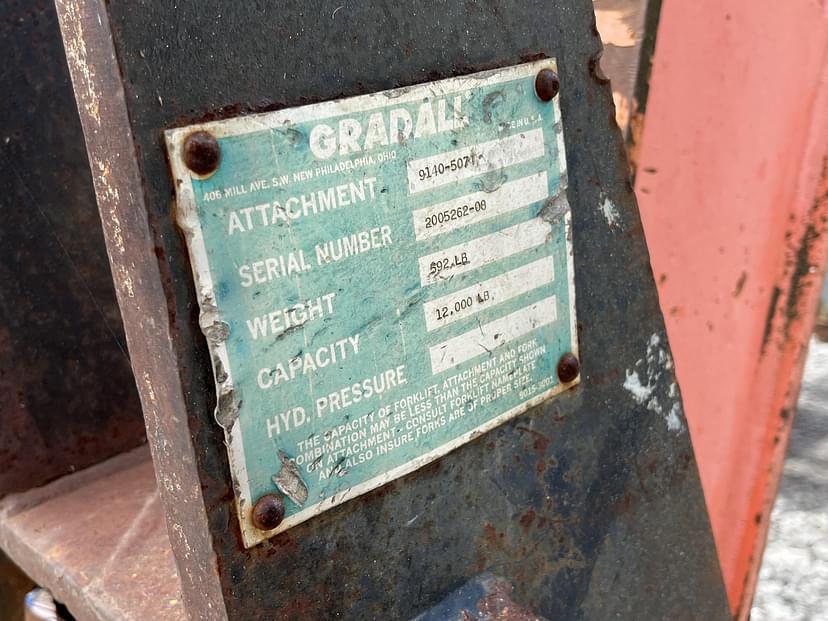 GRADALL
MADE IN U.S.A.
406 MILL AVE. S.W. NEW PHILADELPHIA, OHIO
ATTACHMENT 9140-5071
SERIAL NUMBER 2005262-08
WEIGHT 592 LB
CAPACITY 12,000 LB
HYD. PRESSURE
THE CAPACITY OF FORKLIFT, ATTACHMENT AND FORK
COMBINATION MAY BE LESS THAN THE CAPACITY SHOWN
ON ATTACHMENT - CONSULT FORKLIFT NAMEPLATE
AND ALSO INSURE FORKS ARE OF PROPER SIZE.